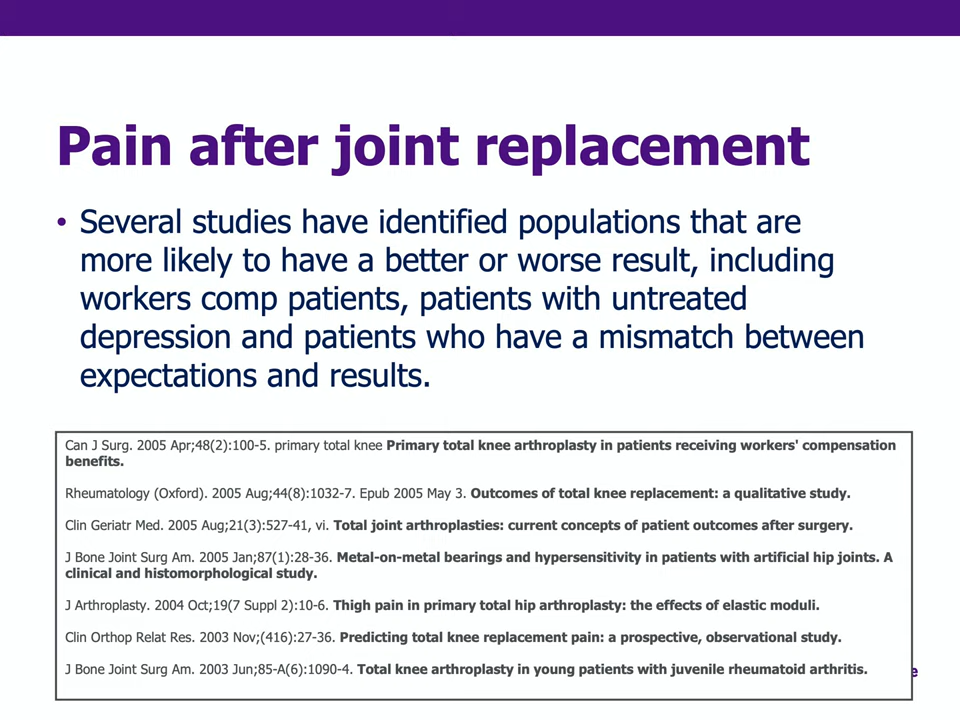 Pain after joint replacement
• Several studies have identified populations that are
more likely to have a better or worse result, including
workers comp patients, patients with untreated
depression and patients who have a mismatch between
expectations and results.
Can J Surg. 2005 Apr;48(2):100-5. primary total knee Primary total knee arthroplasty in patients receiving workers' compensation
benefits.
Rheumatology (Oxford). 2005 Aug;44(8):1032-7. Epub 2005 May 3. Outcomes of total knee replacement: a qualitative study.
Clin Geriatr Med. 2005 Aug;21(3):527-41, vi. Total joint arthroplasties: current concepts of patient outcomes after surgery.
J Bone Joint Surg Am. 2005 Jan;87(1):28-36. Metal-on-metal bearings and hypersensitivity in patients with artificial hip joints. A
clinical and histomorphological study.
J Arthroplasty. 2004 Oct;19(7 Suppl 2):10-6. Thigh pain in primary total hip arthroplasty: the effects of elastic moduli.
Clin Orthop Relat Res. 2003 Nov;(416):27-36. Predicting total knee replacement pain: a prospective, observational study.
J Bone Joint Surg Am. 2003 Jun;85-A(6):1090-4. Total knee arthroplasty in young patients with juvenile rheumatoid arthritis.